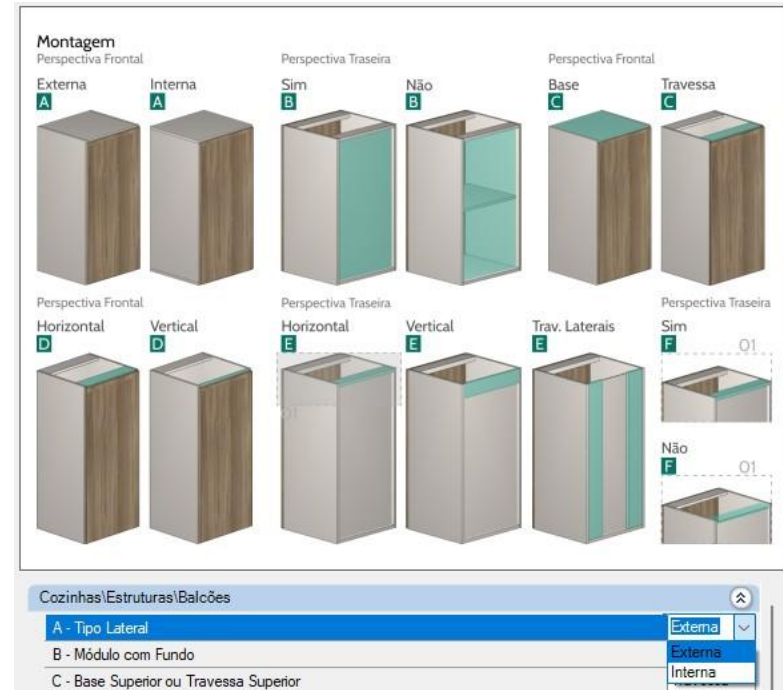 Montagem
Perspectiva Frontal Perspectiva Traseira Perspectiva Frontal
Externa Interna Sim Não Base Travessa
A A B B C C
Perspectiva Frontal Perspectiva Traseira Perspectiva Traseira
Horizontal Vertical Horizontal Vertical Trav. Laterais Sim
D D E E E F 01
01
Não
F 01
Cozinhas\Estruturas\Balcões
A - Tipo Lateral Externa
B - Módulo com Fundo Externa
Interna
C - Base Superior ou Travessa Superior